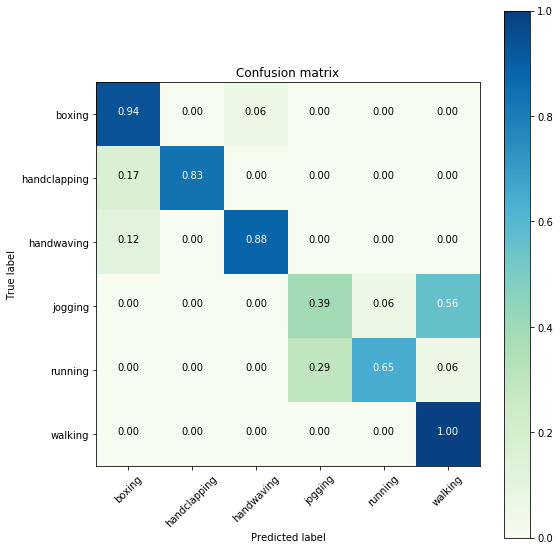 Confusion matrix
True label
boxing 0.94 0.00 0.06 0.00 0.00 0.00
handclapping 0.17 0.83 0.00 0.00 0.00 0.00
handwaving 0.12 0.00 0.88 0.00 0.00 0.00
jogging 0.00 0.00 0.00 0.39 0.06 0.56
running 0.00 0.00 0.00 0.29 0.65 0.06
walking 0.00 0.00 0.00 0.00 0.00 1.00
boxing handclapping handwaving jogging running walking
Predicted label
1.0
0.8
0.6
0.4
0.2
0.0